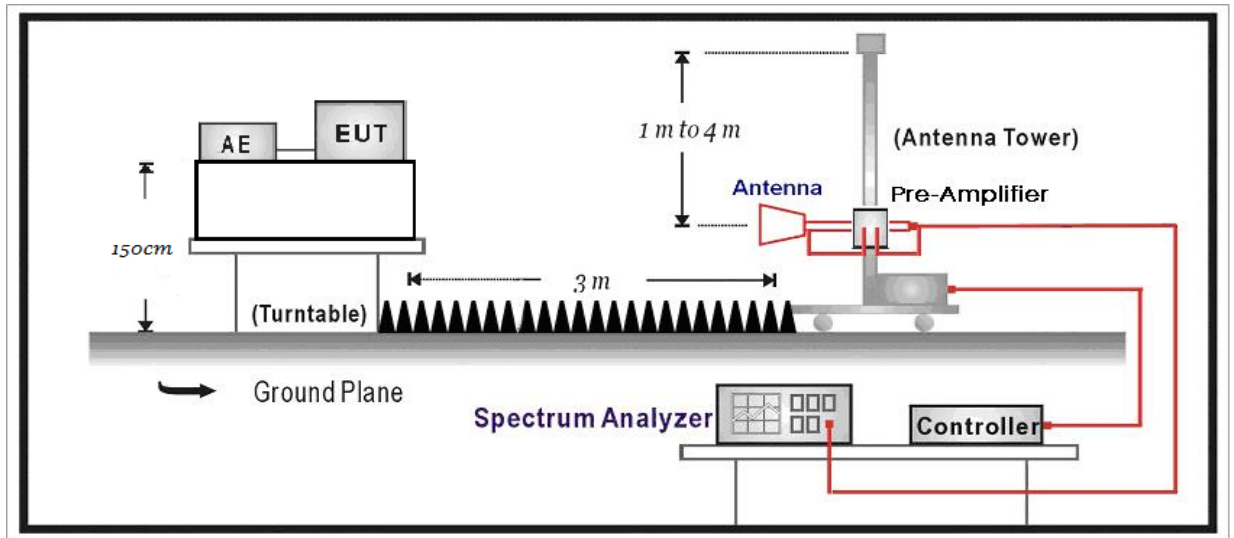 1 m to 4 m
(Antenna Tower)
AE
EUT
Antenna
Pre-Amplifier
150cm
3 m
(Turntable)
Ground Plane
Spectrum Analyzer
Controller